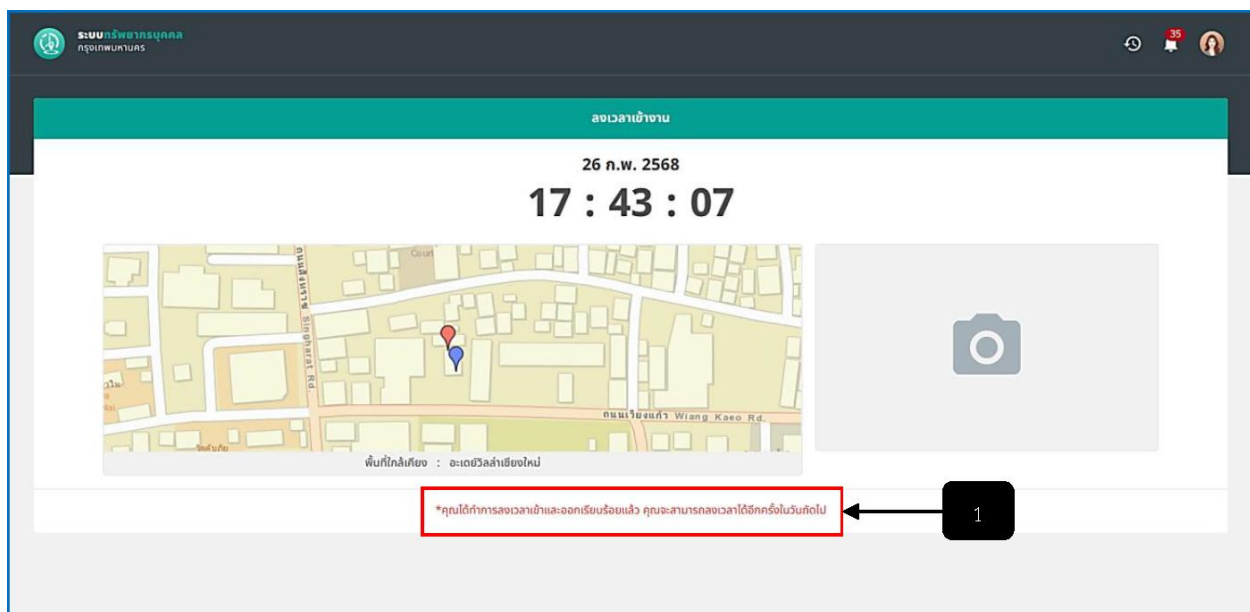 ระบบทรัพยากรบุคคล
กรุงเทพมหานคร
35
ลงเวลาเข้างาน
26 ก.พ. 2568
17 : 43 : 07
Court
ถนนสิงหราช Singharat Rd.
ถนนเวียงแก้ว Wiang Kaeo Rd.
พื้นที่ใกล้เคียง : อะเดย์วิลล่าเชียงใหม่
*คุณได้ทำการลงเวลาเข้าและออกเรียบร้อยแล้ว คุณจะสามารถลงเวลาได้อีกครั้งในวันถัดไป
1